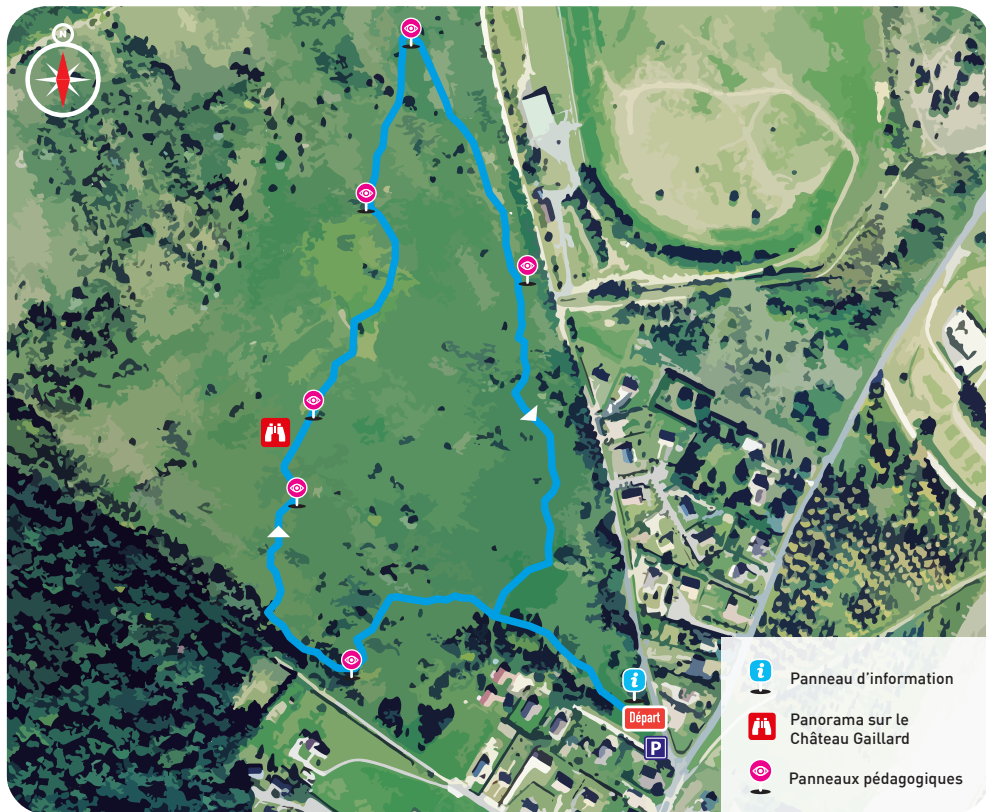 N
Départ
P
i
i
Panneau d'information
Panorama sur le
Château Gaillard
Panneaux pédagogiques